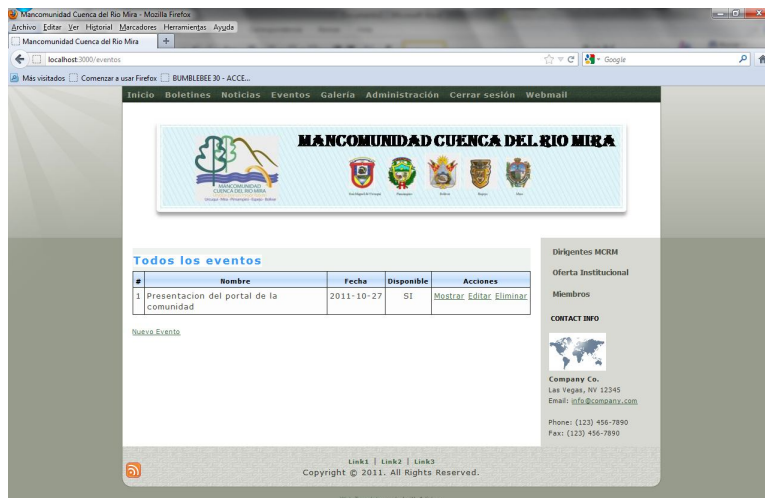 Mancomunidad Cuenca del Rio Mira - Mozilla Firefox
Archivo Editar Ver Historial Marcadores Herramientas Ayuda
Mancomunidad Cuenca del Rio Mira +
localhost:3000/eventos
Google
Más visitados Comenzar a usar Firefox BUMBLEBEE 30 - ACCE...
Inicio Boletines Noticias Eventos Galería Administración Cerrar sesión Webmail
MANCOMUNIDAD CUENCA DEL RIO MIRA
MANCOMUNIDAD
CUENCA DEL RIO MIRA
Todos los eventos
# Nombre Fecha Disponible Acciones
1 Presentacion del portal de la comunidad 2011-10-27 SI Mostrar Editar Eliminar
Nuevo Evento
Dirigentes MCRM
Oferta Institucional
Miembros
CONTACT INFO
Company Co.
Las Vegas, NV 12345
Email: info@company.com
Phone: (123) 456-7890
Fax: (123) 456-7890
Link1 | Link2 | Link3
Copyright © 2011. All Rights Reserved.